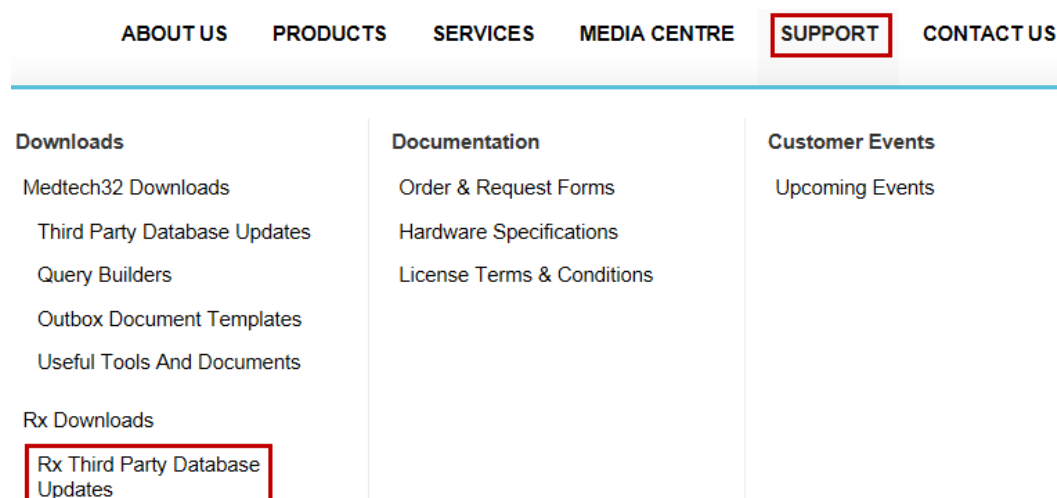 ABOUT US PRODUCTS SERVICES MEDIA CENTRE SUPPORT CONTACT US
Downloads
Medtech32 Downloads
Third Party Database Updates
Query Builders
Outbox Document Templates
Useful Tools And Documents
Rx Downloads
Rx Third Party Database
Updates
Documentation
Order & Request Forms
Hardware Specifications
License Terms & Conditions
Customer Events
Upcoming Events